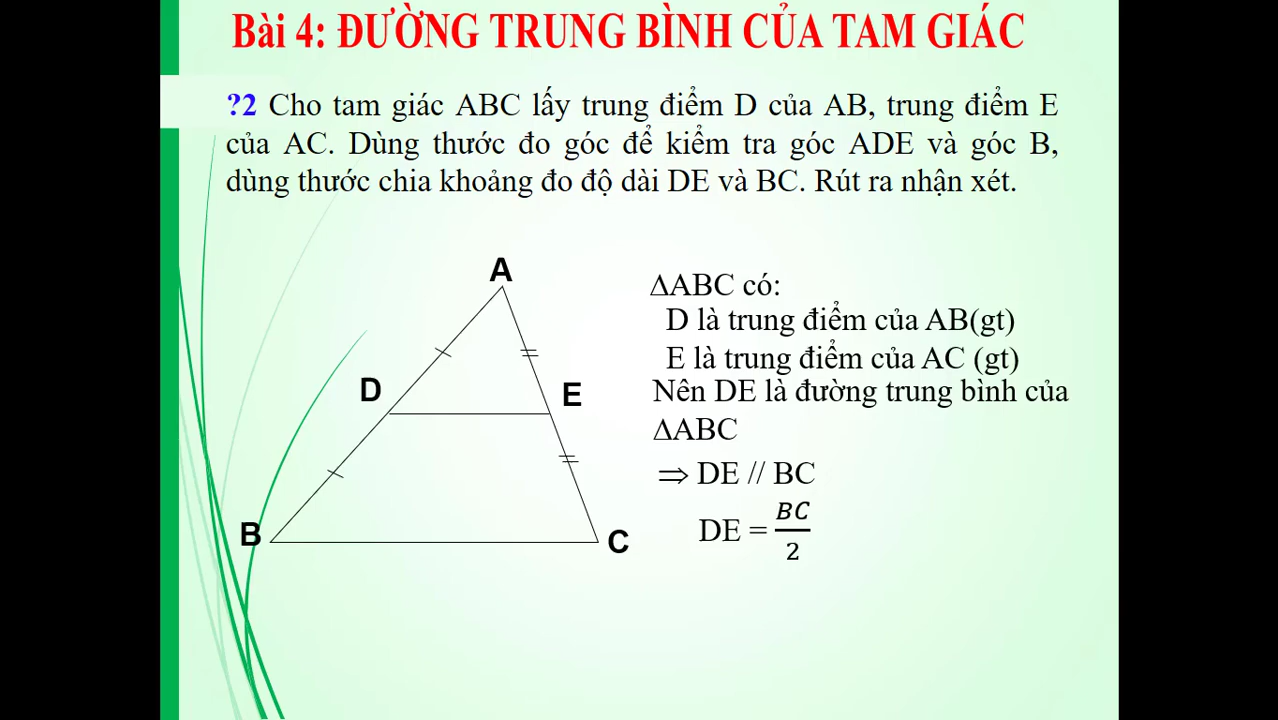 Bài 4: ĐƯỜNG TRUNG BÌNH CỦA TAM GIÁC
?2 Cho tam giác ABC lấy trung điểm D của AB, trung điểm E
của AC. Dùng thước đo góc để kiểm tra góc ADE và góc B,
dùng thước chia khoảng đo độ dài DE và BC. Rút ra nhận xét.
A
D
E
B
C
ΔABC có:
D là trung điểm của AB(gt)
E là trung điểm của AC (gt)
Nên DE là đường trung bình của
ΔABC
⇒ DE // BC
DE = BC/2